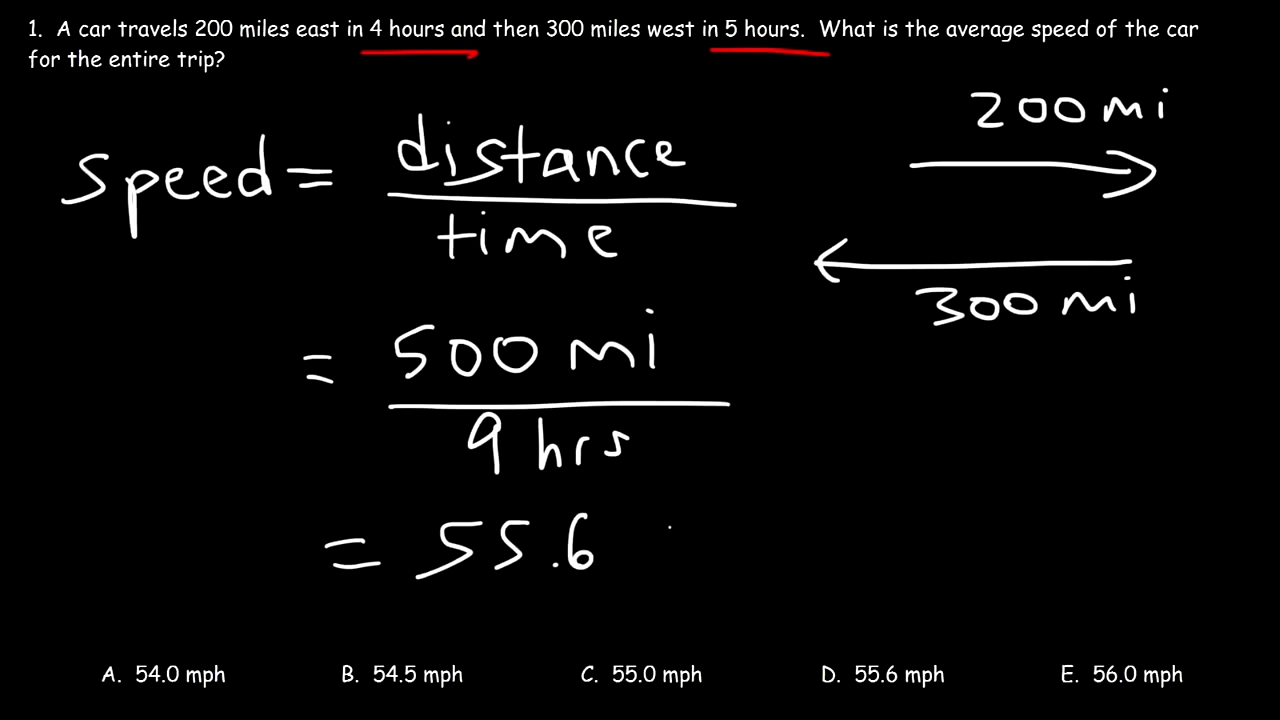 1. A car travels 200 miles east in 4 hours and then 300 miles west in 5 hours. What is the average speed of the car
for the entire trip?
200 mi
speed = distance
time
300 mi
= 500 mi
9 hrs
= 55.6
A. 54.0 mph B. 54.5 mph C. 55.0 mph D. 55.6 mph E. 56.0 mph